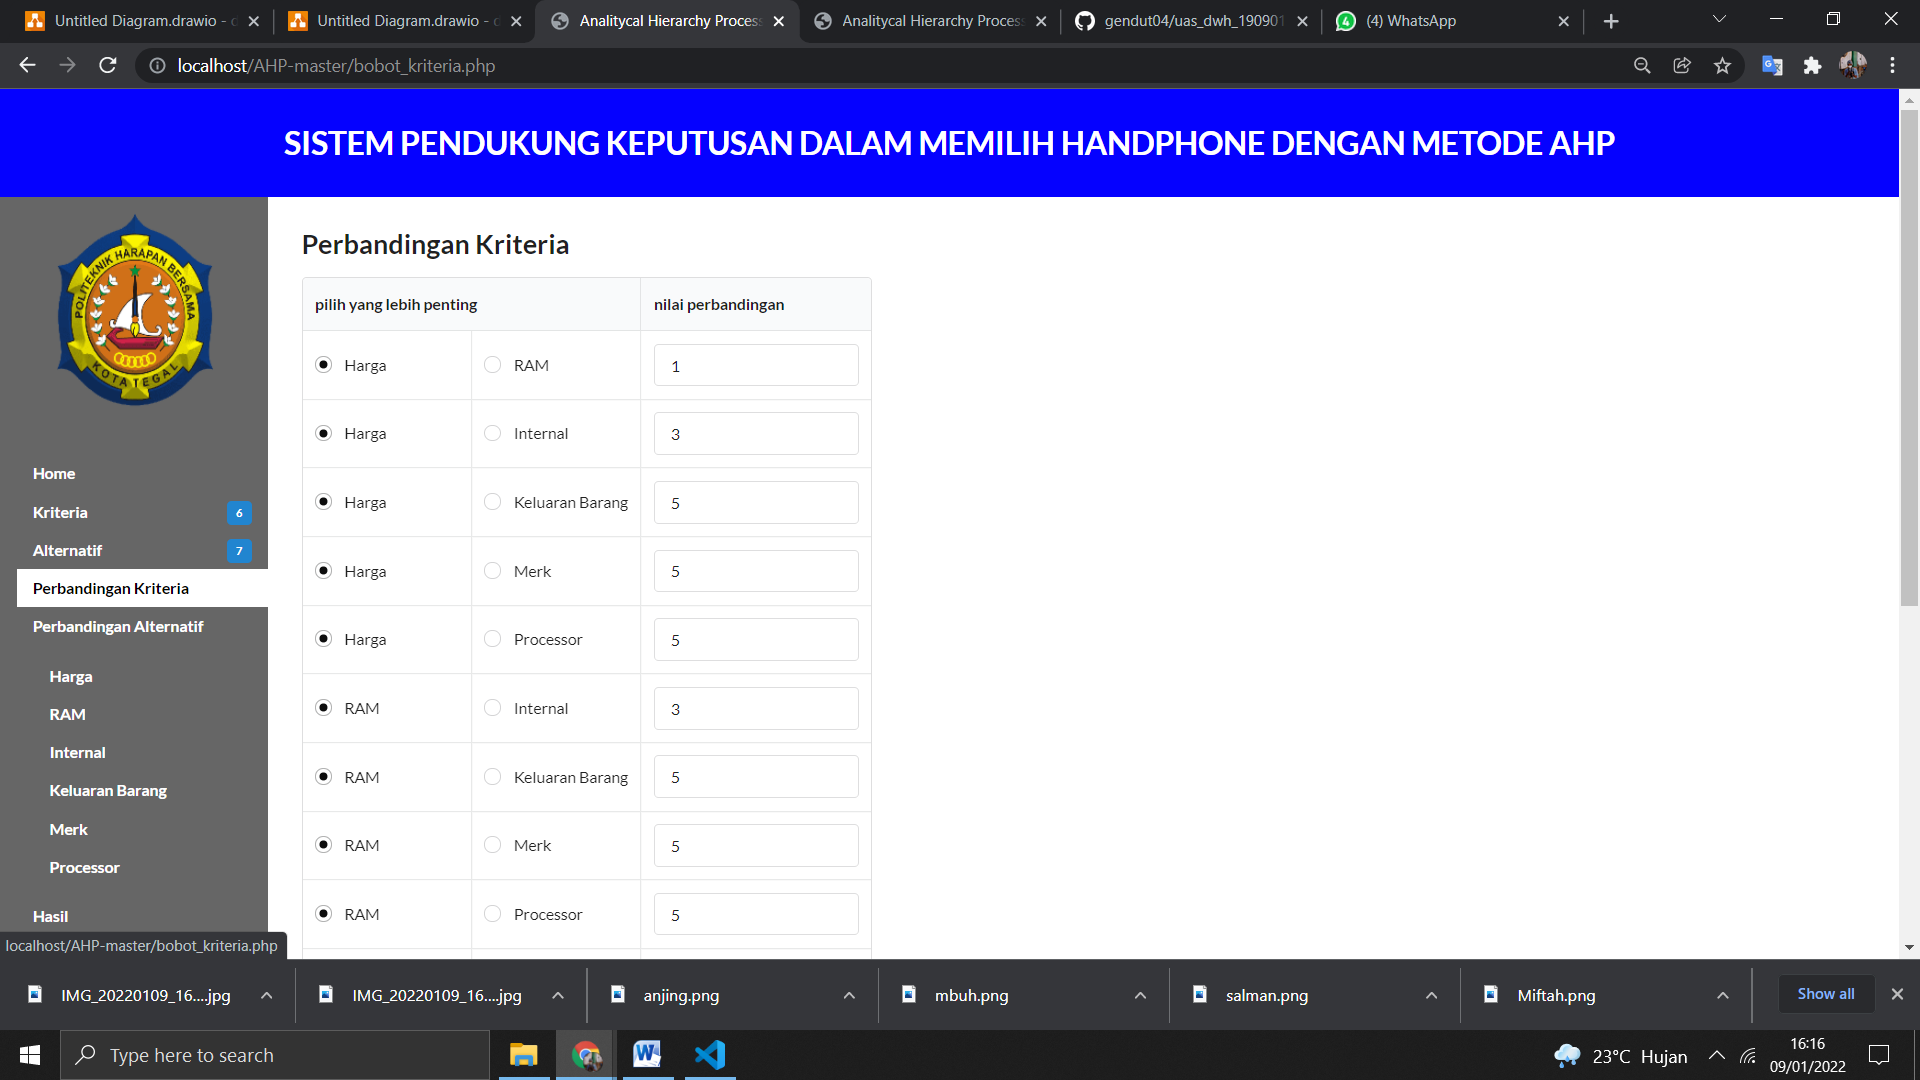 Untitled Diagram.drawio - d
Untitled Diagram.drawio - d
Analitycal Hierarchy Process
Analitycal Hierarchy Process
gendut04/uas_dwh_190901
(4) WhatsApp
localhost/AHP-master/bobot_kriteria.php
SISTEM PENDUKUNG KEPUTUSAN DALAM MEMILIH HANDPHONE DENGAN METODE AHP
POLITEKNIK HARAPAN BERSAMA
KOTA TEGAL
Home
Kriteria 6
Alternatif 7
Perbandingan Kriteria
Perbandingan Alternatif
Harga
RAM
Internal
Keluaran Barang
Merk
Processor
Hasil
localhost/AHP-master/bobot_kriteria.php
Perbandingan Kriteria
pilih yang lebih penting nilai perbandingan
Harga RAM 1
Harga Internal 3
Harga Keluaran Barang 5
Harga Merk 5
Harga Processor 5
RAM Internal 3
RAM Keluaran Barang 5
RAM Merk 5
RAM Processor 5
IMG_20220109_16....jpg
IMG_20220109_16....jpg
anjing.png
mbuh.png
salman.png
Miftah.png
Show all
Type here to search
23°C Hujan
16:16
09/01/2022